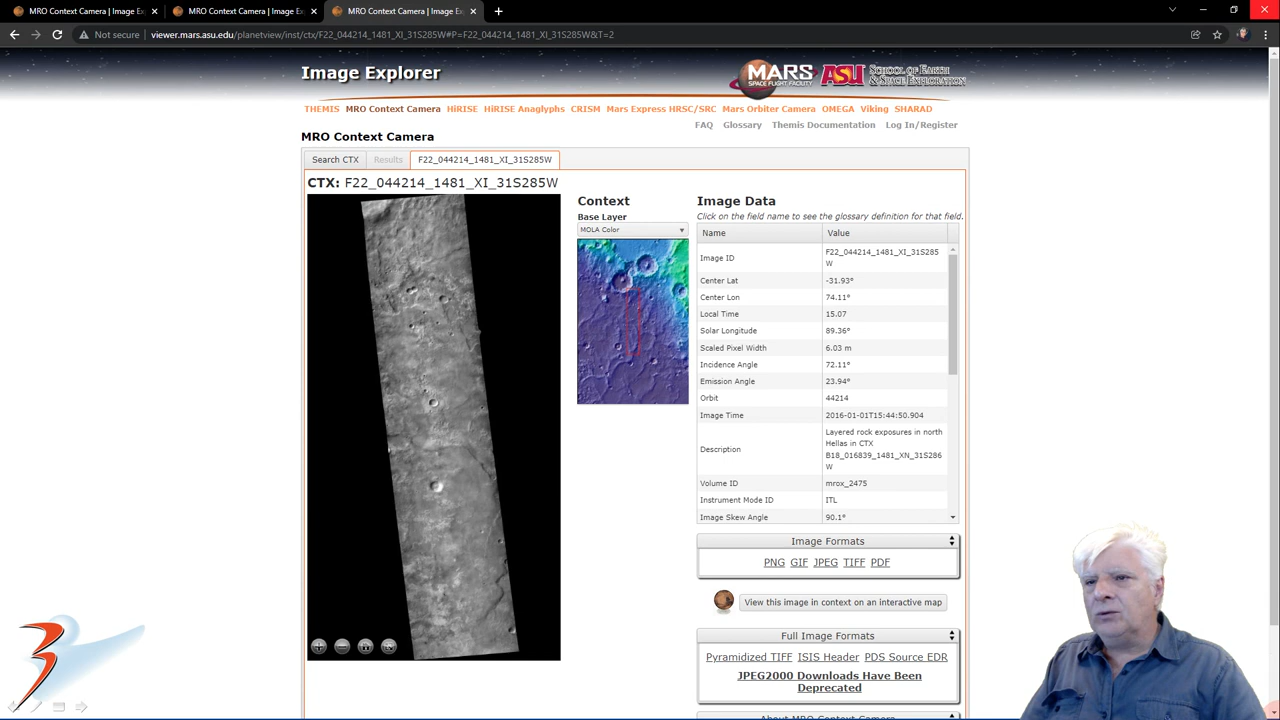 MRO Context Camera | Image Ex
MRO Context Camera | Image Ex
MRO Context Camera | Image Ex
Not secure | viewer.mars.asu.edu/planetview/inst/ctx/F22_044214_1481_XI_31S285W#P=F22_044214_1481_XI_31S285W&T=2
Image Explorer
MARS SPACE FLIGHT FACILITY
ASU SCHOOL OF EARTH & SPACE EXPLORATION
THEMIS MRO Context Camera HiRISE HiRISE Anaglyphs CRISM Mars Express HRSC/SRC Mars Orbiter Camera OMEGA Viking SHARAD
FAQ Glossary Themis Documentation Log In/Register
MRO Context Camera
Search CTX Results F22_044214_1481_XI_31S285W
CTX: F22_044214_1481_XI_31S285W
Context
Base Layer
MOLA Color
Image Data
Click on the field name to see the glossary definition for that field.
Name Value
Image ID F22_044214_1481_XI_31S285
W
Center Lat -31.93°
Center Lon 74.11°
Local Time 15.07
Solar Longitude 89.36°
Scaled Pixel Width 6.03 m
Incidence Angle 72.11°
Emission Angle 23.94°
Orbit 44214
Image Time 2016-01-01T15:44:50.904
Description Layered rock exposures in north
Hellas in CTX
B18_016839_1481_XN_31S286
W
Volume ID mrox_2475
Instrument Mode ID ITL
Image Skew Angle 90.1°
Image Formats
PNG GIF JPEG TIFF PDF
View this image in context on an interactive map
Full Image Formats
Pyramidized TIFF ISIS Header PDS Source EDR
JPEG2000 Downloads Have Been
Deprecated
About MRO Context Camera